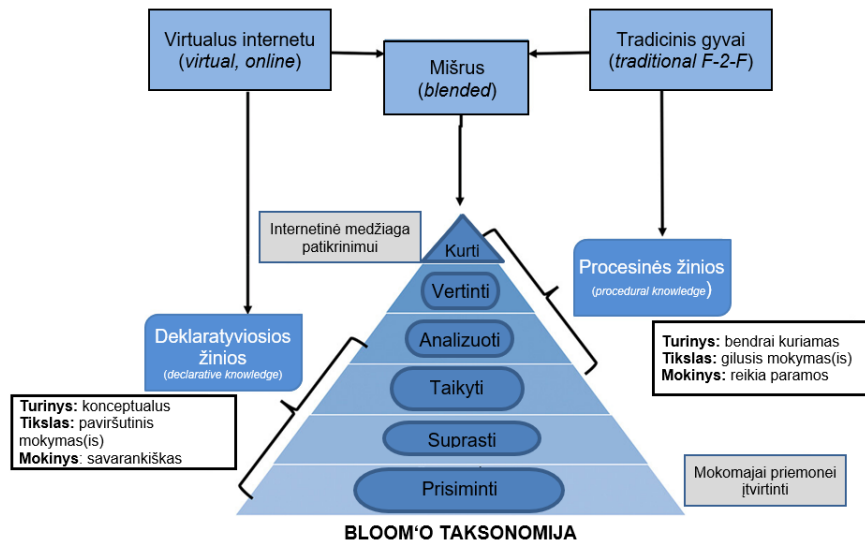 Virtualus internetu
(virtual, online)
Mišrus
(blended)
Tradicinis gyvai
(traditional F-2-F)
Internetinė medžiaga
patikrinimui
Kurti
Vertinti
Analizuoti
Taikyti
Suprasti
Prisiminti
Procesinės žinios
(procedural knowledge)
Deklaratyviosios
žinios
(declarative knowledge)
Turinys: bendrai kuriamas
Tikslas: gilusis mokymas(is)
Mokinys: reikia paramos
Turinys: konceptualus
Tikslas: paviršutinis
mokymas(is)
Mokinys: savarankiškas
Mokomajai priemonei
įtvirtinti
BLOOM‘O TAKSONOMIJA